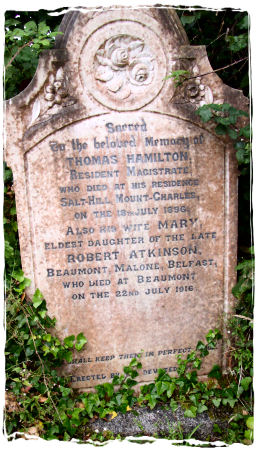 Sacred
To the beloved Memory of
THOMAS HAMILTON,
RESIDENT MAGISTRATE,
WHO DIED AT HIS RESIDENCE
SALT-HILL MOUNT-CHARLES,
ON THE 18TH JULY 1896,
ALSO HIS WIFE MARY,
ELDEST DAUGHTER OF THE LATE
ROBERT ATKINSON,
BEAUMONT, MALONE, BELFAST,
WHO DIED AT BEAUMONT
ON THE 22ND JULY 1916
SHALL KEEP THEM IN PERFECT
ERECTED BY